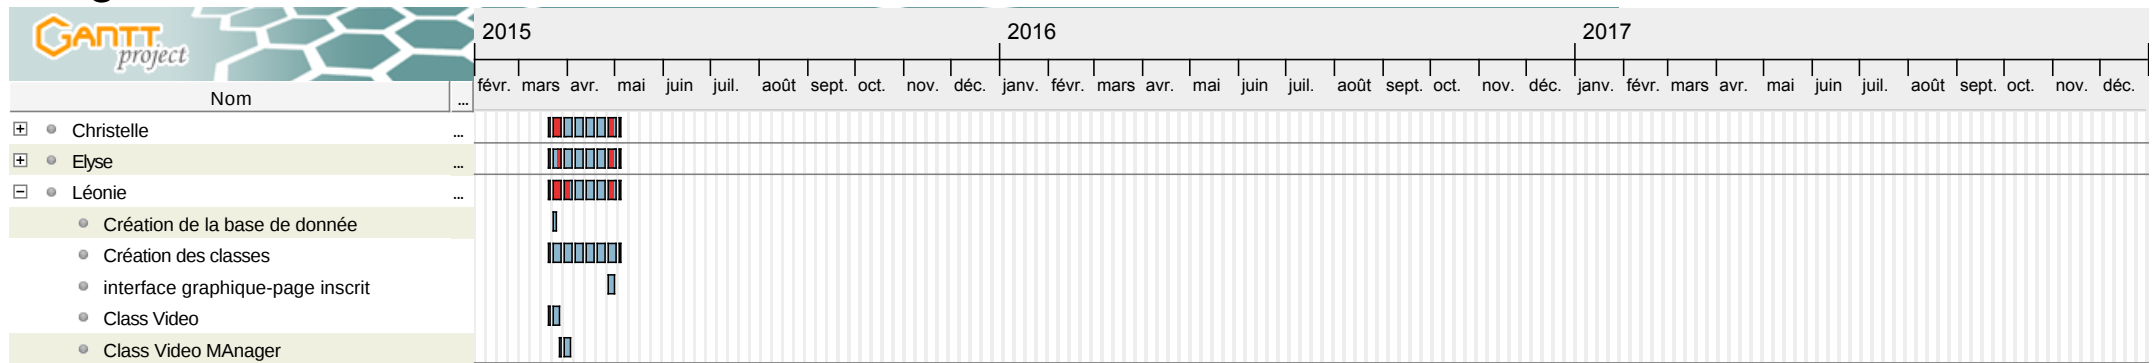 GANTT
project
2015 2016 2017
févr. mars avr. mai juin juil. août sept. oct. nov. déc. janv. févr. mars avr. mai juin juil. août sept. oct. nov. déc. janv. févr. mars avr. mai juin juil. août sept. oct. nov. déc.
Nom ...
Christelle ...
Elyse ...
Léonie ...
Création de la base de donnée
Création des classes
interface graphique-page inscrit
Class Video
Class Video MAnager